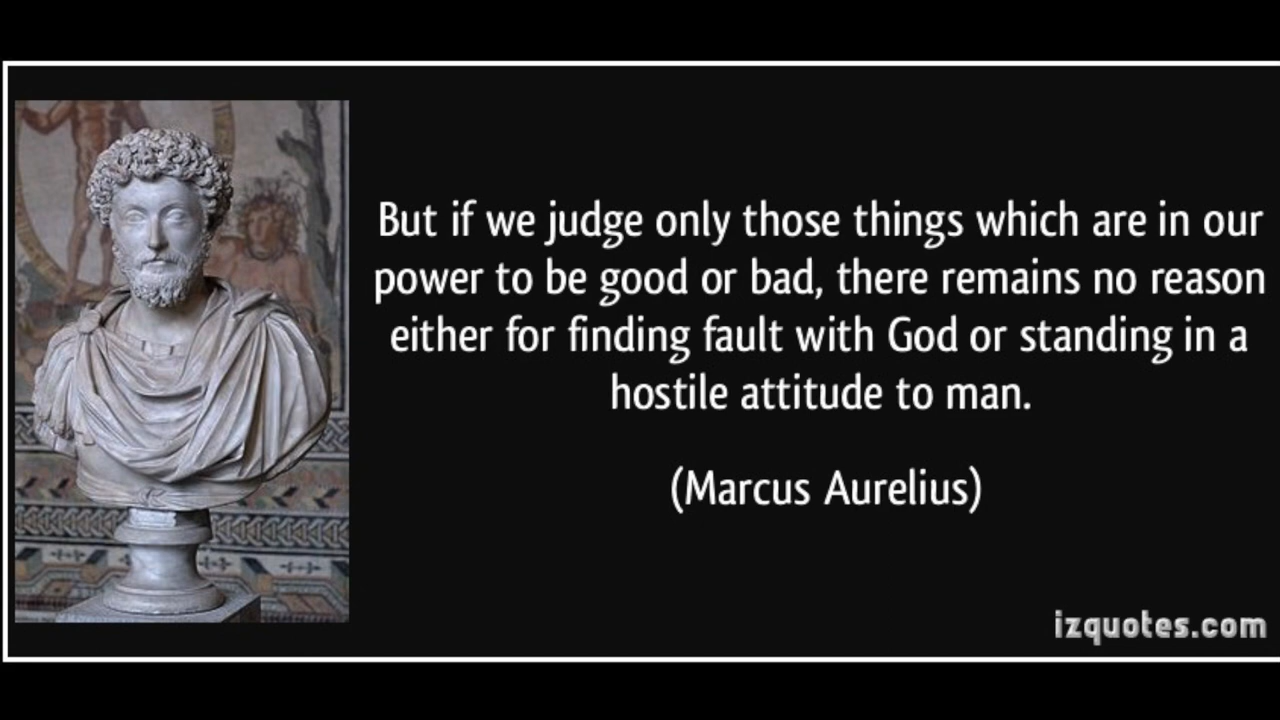 But if we judge only those things which are in our
power to be good or bad, there remains no reason
either for finding fault with God or standing in a
hostile attitude to man.
(Marcus Aurelius)
izquotes.com